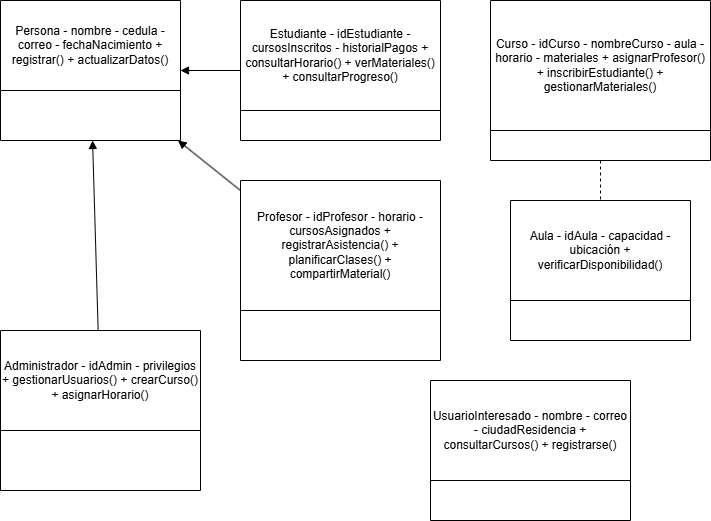 Persona - nombre - cedula -
correo - fechaNacimiento +
registrar() + actualizarDatos()
Estudiante - idEstudiante -
cursosInscritos - historialPagos +
consultarHorario() + verMateriales()
+ consultarProgreso()
Curso - idCurso - nombreCurso - aula -
horario - materiales + asignarProfesor()
+ inscribirEstudiante() +
gestionarMateriales()
Profesor - idProfesor - horario -
cursosAsignados +
registrarAsistencia() +
planificarClases() +
compartirMaterial()
Aula - idAula - capacidad -
ubicación +
verificarDisponibilidad()
Administrador - idAdmin - privilegios
+ gestionarUsuarios() + crearCurso()
+ asignarHorario()
UsuarioInteresado - nombre - correo
- ciudadResidencia +
consultarCursos() + registrarse()